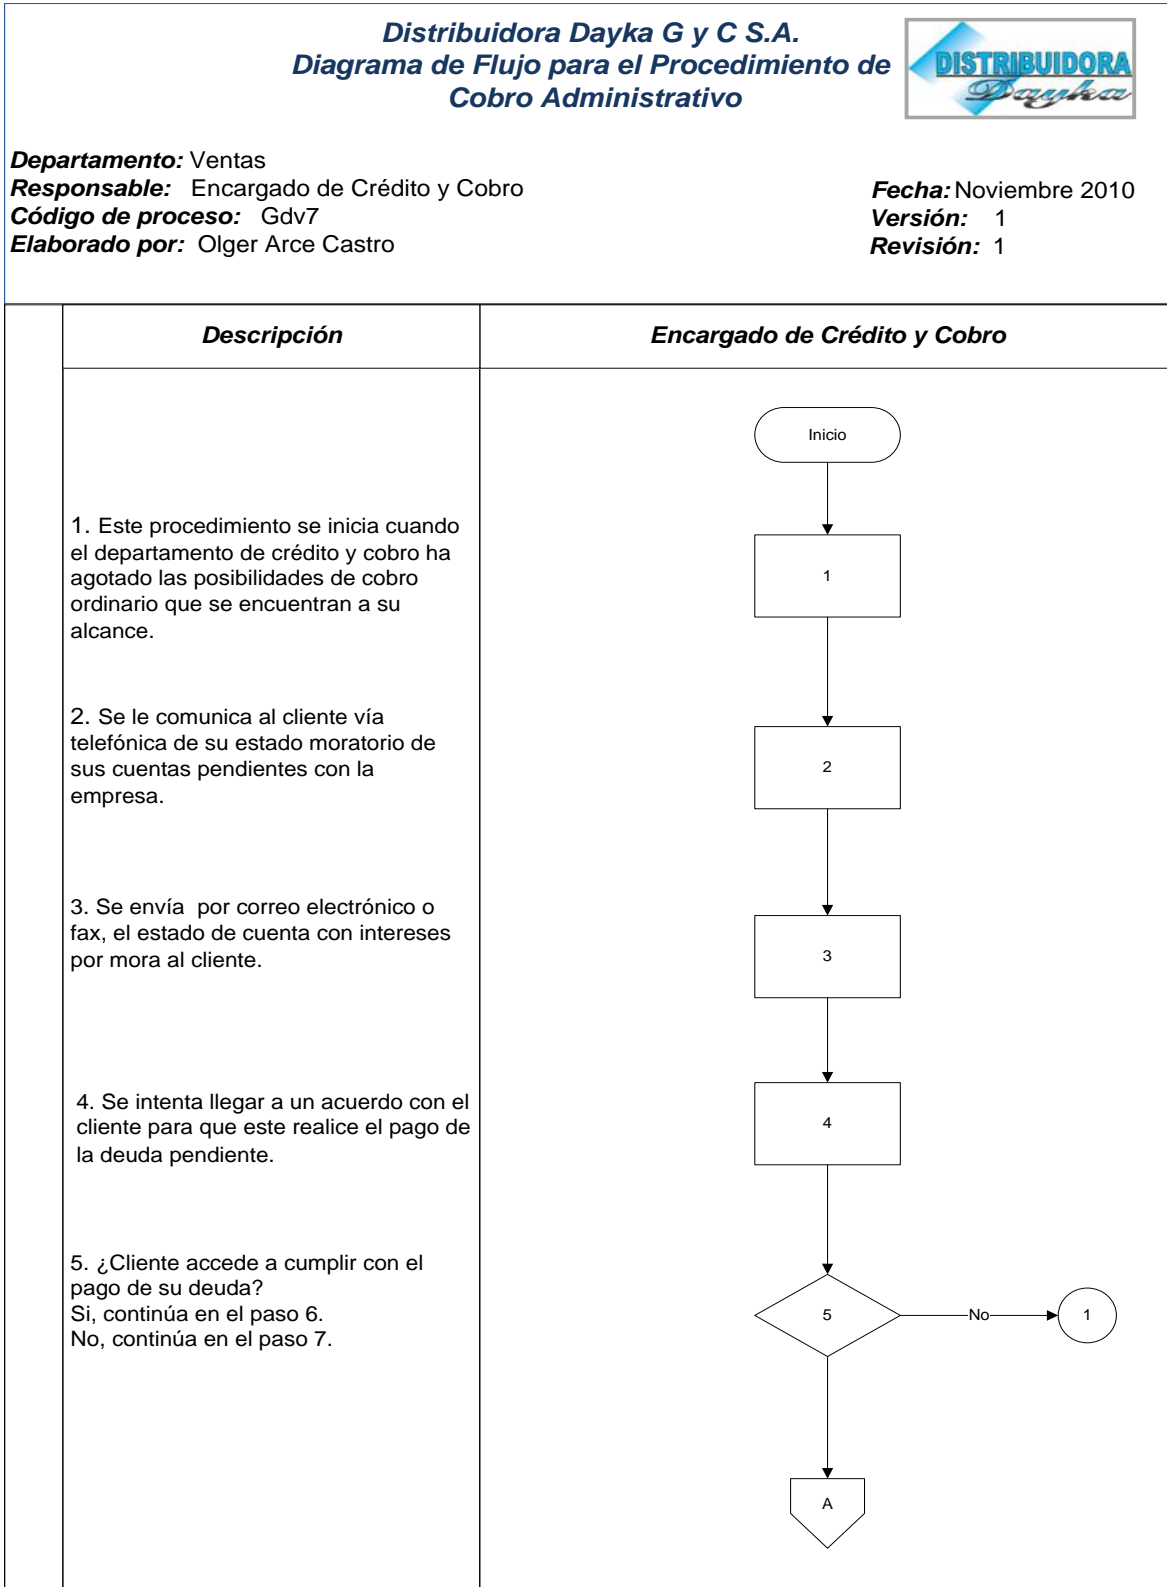 Distribuidora Dayka G y C S.A.
Diagrama de Flujo para el Procedimiento de
Cobro Administrativo
DISTRIBUIDORA
Dayka
Departamento: Ventas
Responsable: Encargado de Crédito y Cobro
Código de proceso: Gdv7
Elaborado por: Olger Arce Castro
Fecha: Noviembre 2010
Versión: 1
Revisión: 1
Descripción
Encargado de Crédito y Cobro
1. Este procedimiento se inicia cuando
el departamento de crédito y cobro ha
agotado las posibilidades de cobro
ordinario que se encuentran a su
alcance.
2. Se le comunica al cliente vía
telefónica de su estado moratorio de
sus cuentas pendientes con la
empresa.
3. Se envía  por correo electrónico o
fax, el estado de cuenta con intereses
por mora al cliente.
4. Se intenta llegar a un acuerdo con el
cliente para que este realice el pago de
la deuda pendiente.
5. ¿Cliente accede a cumplir con el
pago de su deuda?
Si, continúa en el paso 6.
No, continúa en el paso 7.
Inicio
1
2
3
4
5
No
1
A